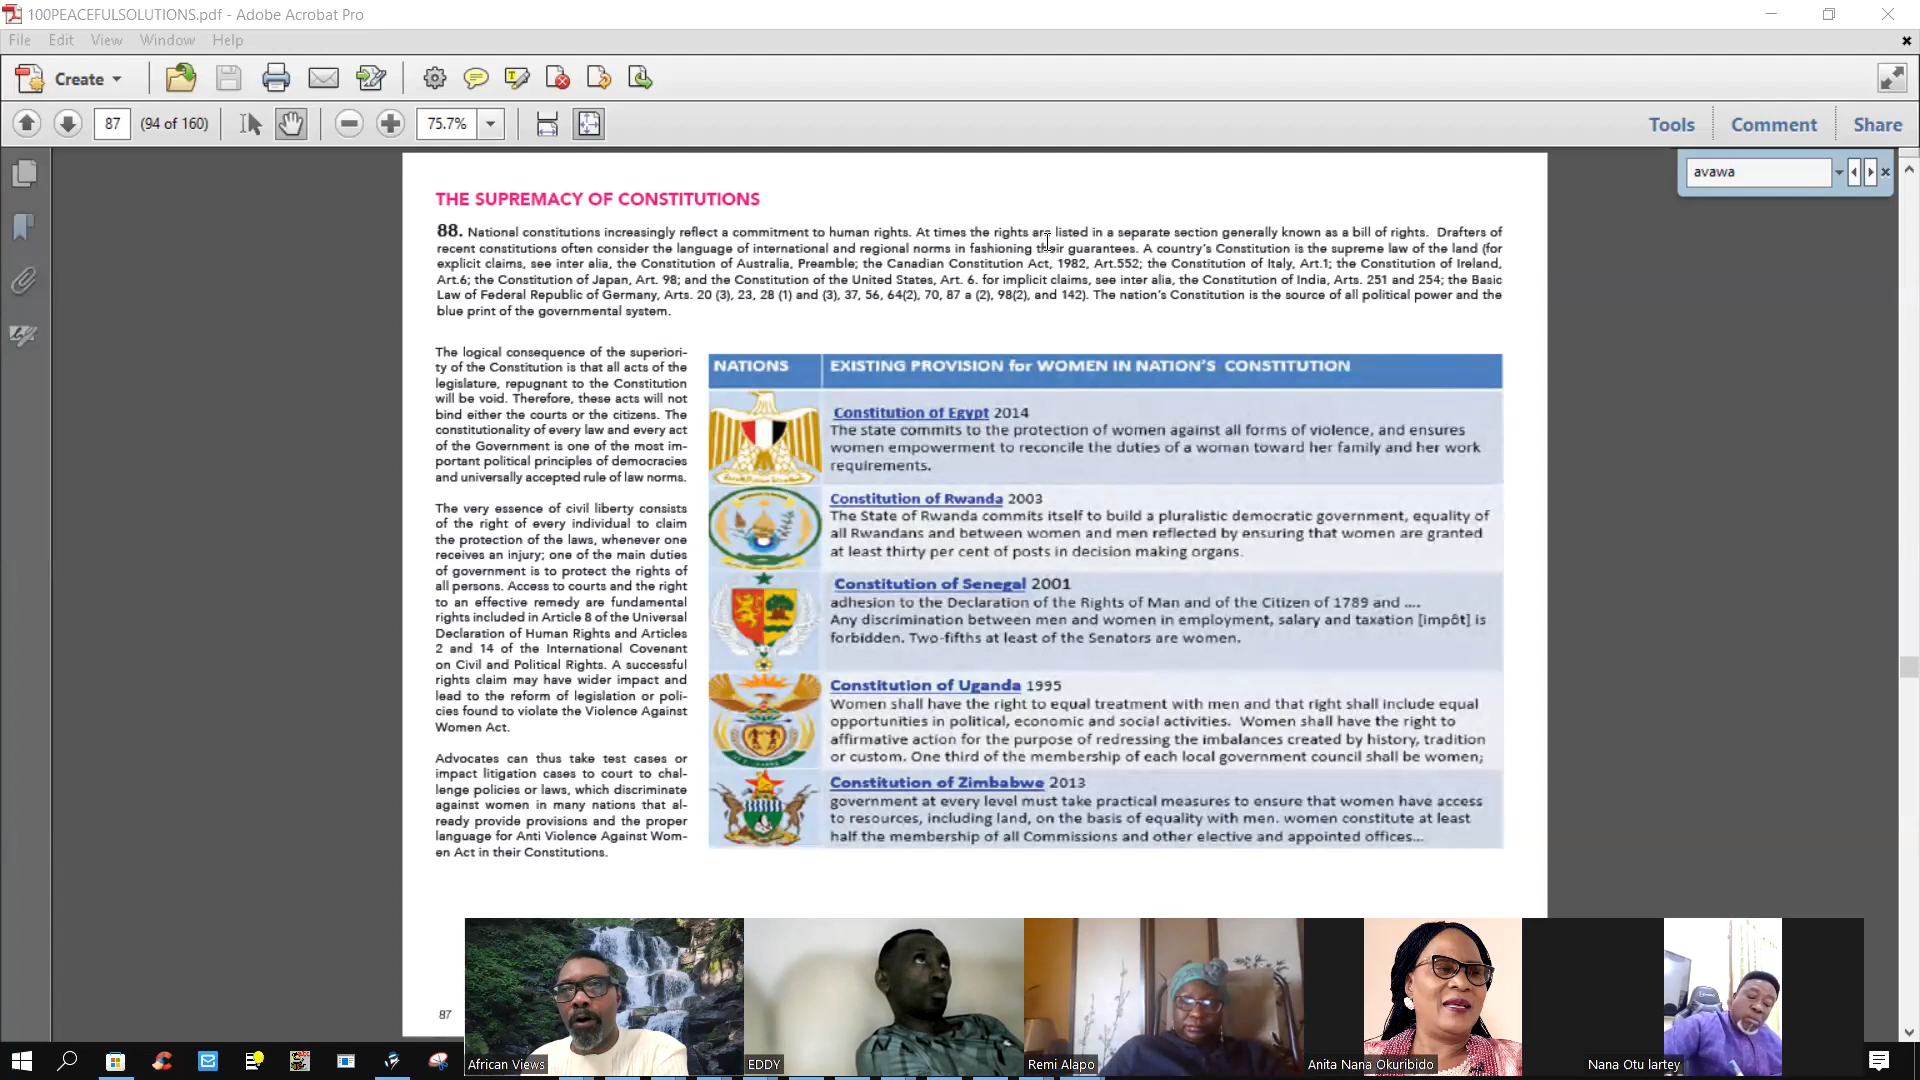 100PEACEFULSOLUTIONS.pdf - Adobe Acrobat Pro
File Edit View Window Help
Create
87 (94 of 160) 75.7% Tools Comment Share
avawa
THE SUPREMACY OF CONSTITUTIONS
88. National constitutions increasingly reflect a commitment to human rights. At times the rights are listed in a separate section generally known as a bill of rights. Drafters of
recent constitutions often consider the language of international and regional norms in fashioning their guarantees. A country's Constitution is the supreme law of the land (for
explicit claims, see inter alia, the Constitution of Australia, Preamble; the Canadian Constitution Act, 1982, Art.552; the Constitution of Italy, Art.1; the Constitution of Ireland,
Art.6; the Constitution of Japan, Art. 98; and the Constitution of the United States, Art. 6. for implicit claims, see inter alia, the Constitution of India, Arts. 251 and 254; the Basic
Law of Federal Republic of Germany, Arts. 20 (3), 23, 28 (1) and (3), 37, 56, 64(2), 70, 87 a (2), 98(2), and 142). The nation's Constitution is the source of all political power and the
blue print of the governmental system.
The logical consequence of the superiori-
ty of the Constitution is that all acts of the
legislature, repugnant to the Constitution
will be void. Therefore, these acts will not
bind either the courts or the citizens. The
constitutionality of every law and every act
of the Government is one of the most im-
portant political principles of democracies
and universally accepted rule of law norms.
The very essence of civil liberty consists
of the right of every individual to claim
the protection of the laws, whenever one
receives an injury; one of the main duties
of government is to protect the rights of
all persons. Access to courts and the right
to an effective remedy are fundamental
rights included in Article 8 of the Universal
Declaration of Human Rights and Articles
2 and 14 of the International Covenant
on Civil and Political Rights. A successful
rights claim may have wider impact and
lead to the reform of legislation or poli-
cies found to violate the Violence Against
Women Act.
Advocates can thus take test cases or
impact litigation cases to court to chal-
lenge policies or laws, which discriminate
against women in many nations that al-
ready provide provisions and the proper
language for Anti Violence Against Wom-
en Act in their Constitutions.
NATIONS EXISTING PROVISION for WOMEN IN NATION'S CONSTITUTION
Constitution of Egypt 2014
The state commits to the protection of women against all forms of violence, and ensures
women empowerment to reconcile the duties of a woman toward her family and her work
requirements.
Constitution of Rwanda 2003
The State of Rwanda commits itself to build a pluralistic democratic government, equality of
all Rwandans and between women and men reflected by ensuring that women are granted
at least thirty per cent of posts in decision making organs.
Constitution of Senegal 2001
adhesion to the Declaration of the Rights of Man and of the Citizen of 1789 and ....
Any discrimination between men and women in employment, salary and taxation [impôt] is
forbidden. Two-fifths at least of the Senators are women.
Constitution of Uganda 1995
Women shall have the right to equal treatment with men and that right shall include equal
opportunities in political, economic and social activities. Women shall have the right to
affirmative action for the purpose of redressing the imbalances created by history, tradition
or custom. One third of the membership of each local government council shall be women;
Constitution of Zimbabwe 2013
government at every level must take practical measures to ensure that women have access
to resources, including land, on the basis of equality with men. women constitute at least
half the membership of all Commissions and other elective and appointed offices...
87
African Views
EDDY
Remi Alapo
Anita Nana Okuribido
Nana Otu lartey